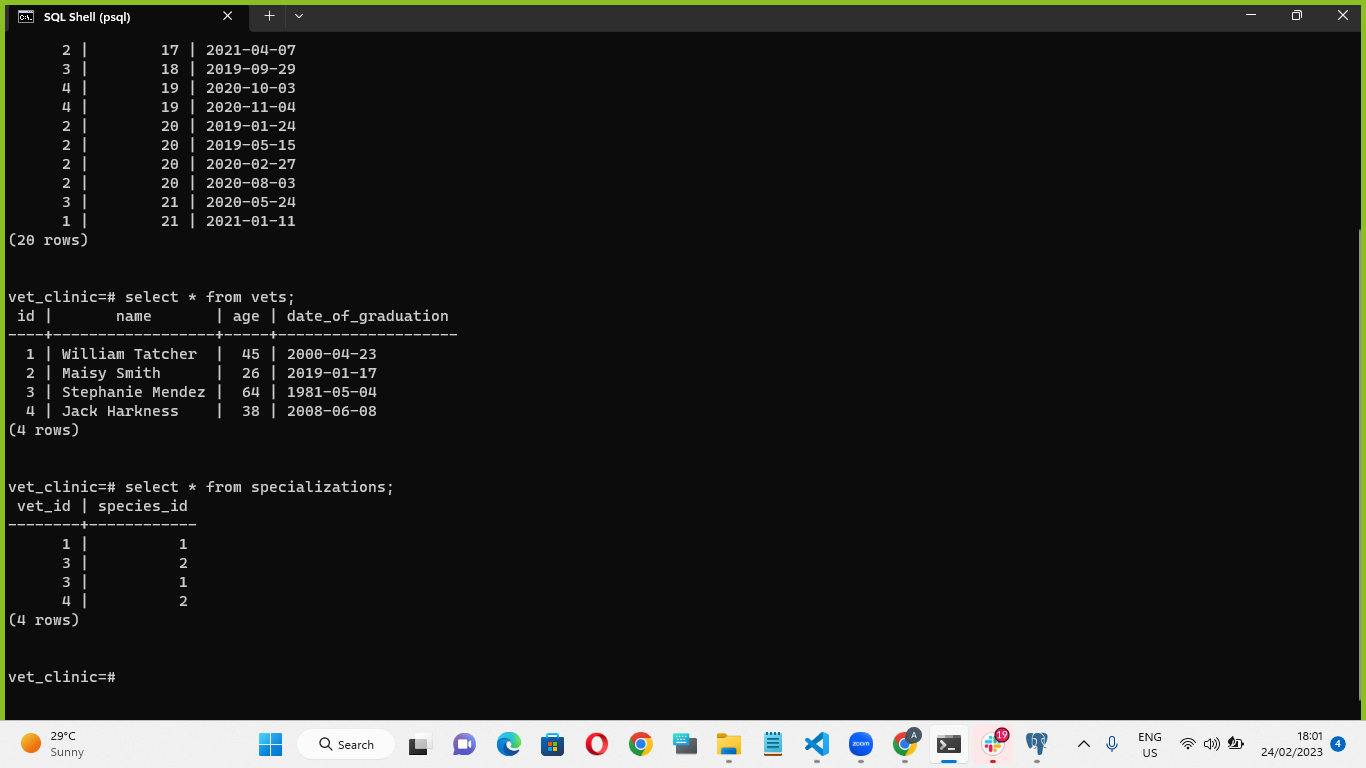 SQL Shell (psql)
2 | 17 | 2021-04-07
3 | 18 | 2019-09-29
4 | 19 | 2020-10-03
4 | 19 | 2020-11-04
2 | 20 | 2019-01-24
2 | 20 | 2019-05-15
2 | 20 | 2020-02-27
2 | 20 | 2020-08-03
3 | 21 | 2020-05-24
1 | 21 | 2021-01-11
(20 rows)
vet_clinic=# select * from vets;
id | name | age | date_of_graduation
----+------------------+-----+--------------------
1 | William Tatcher | 45 | 2000-04-23
2 | Maisy Smith | 26 | 2019-01-17
3 | Stephanie Mendez | 64 | 1981-05-04
4 | Jack Harkness | 38 | 2008-06-08
(4 rows)
vet_clinic=# select * from specializations;
vet_id | species_id
--------+------------
1 | 1
3 | 2
3 | 1
4 | 2
(4 rows)
vet_clinic=#
29°C
Sunny
Search
zoom
A
19
ENG
US
18:01
24/02/2023
4